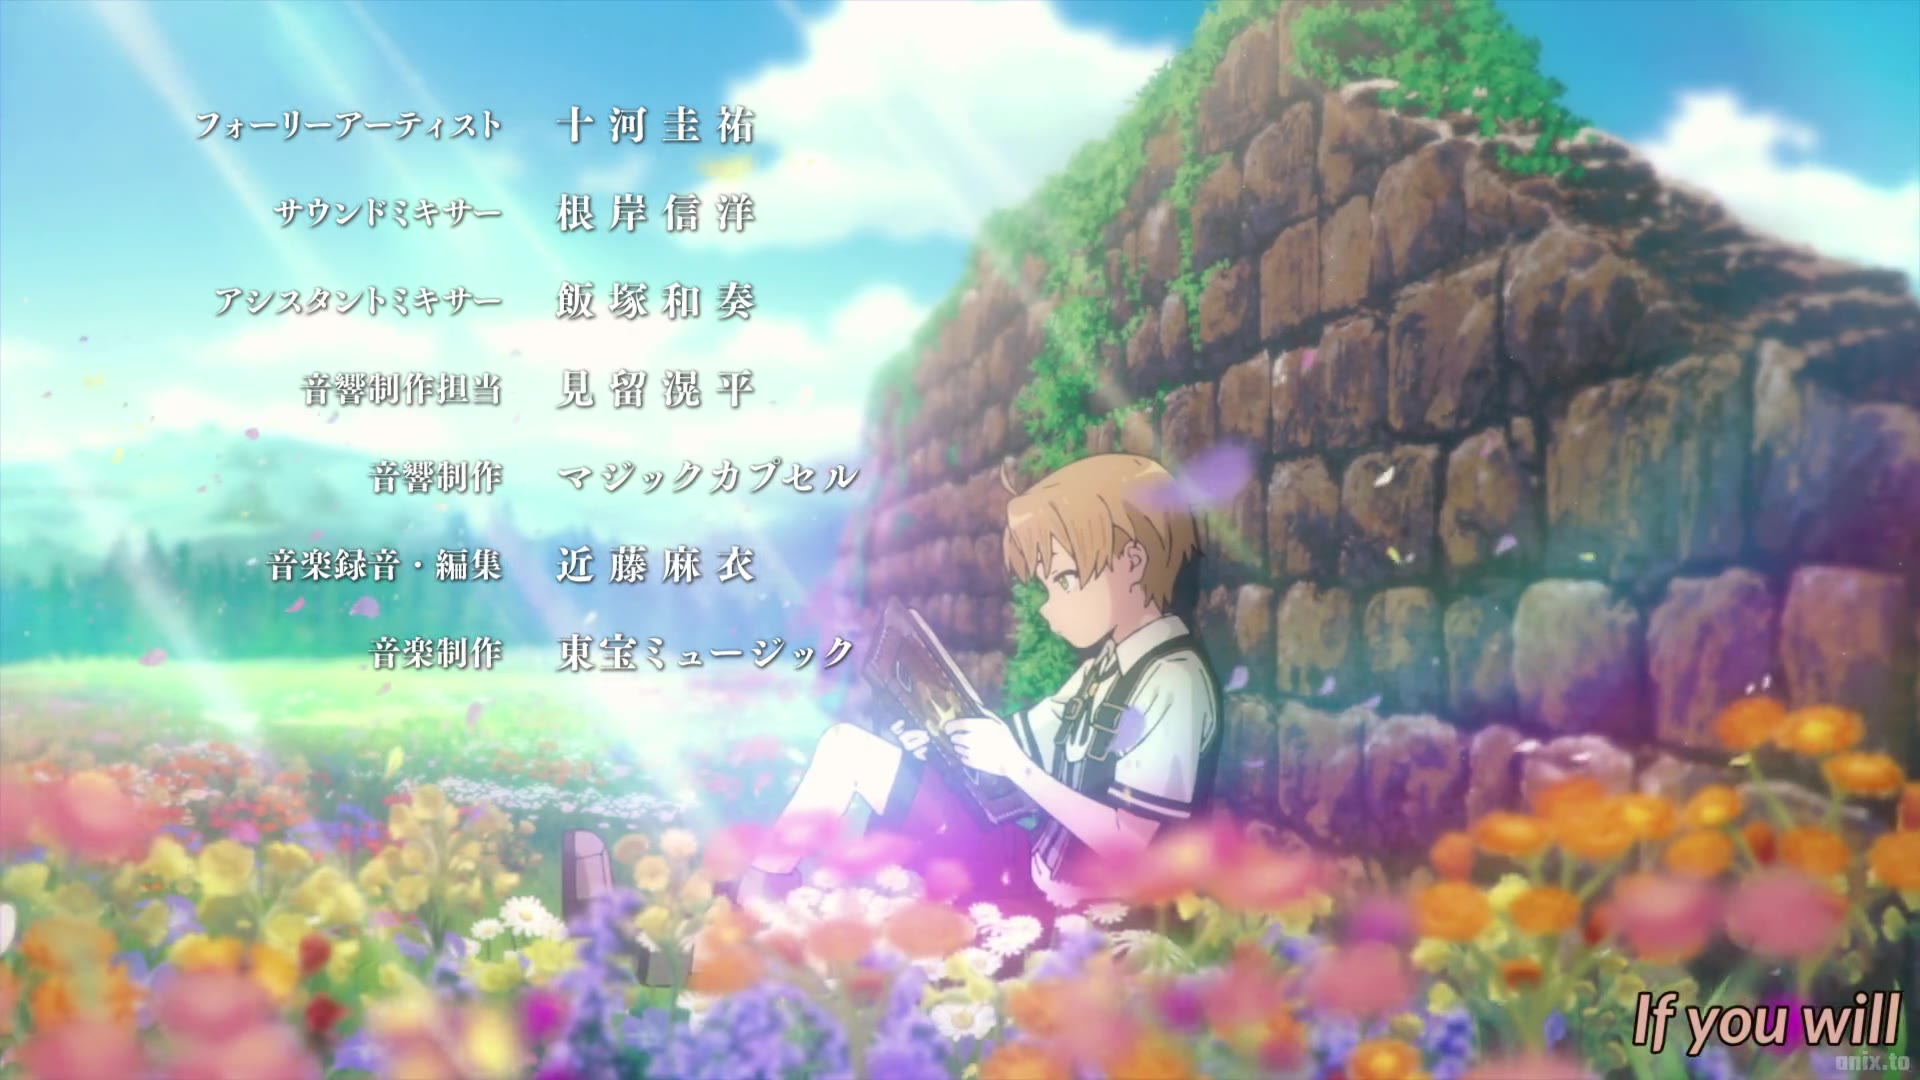 フォーリーアーティスト 十河圭祐
サウンドミキサー 根岸信洋
アシスタントミキサー 飯塚和奏
音響制作担当 見留滉平
音響制作 マジックカプセル
音楽録音・編集 近藤麻衣
音楽制作 東宝ミュージック
If you will
anix.to